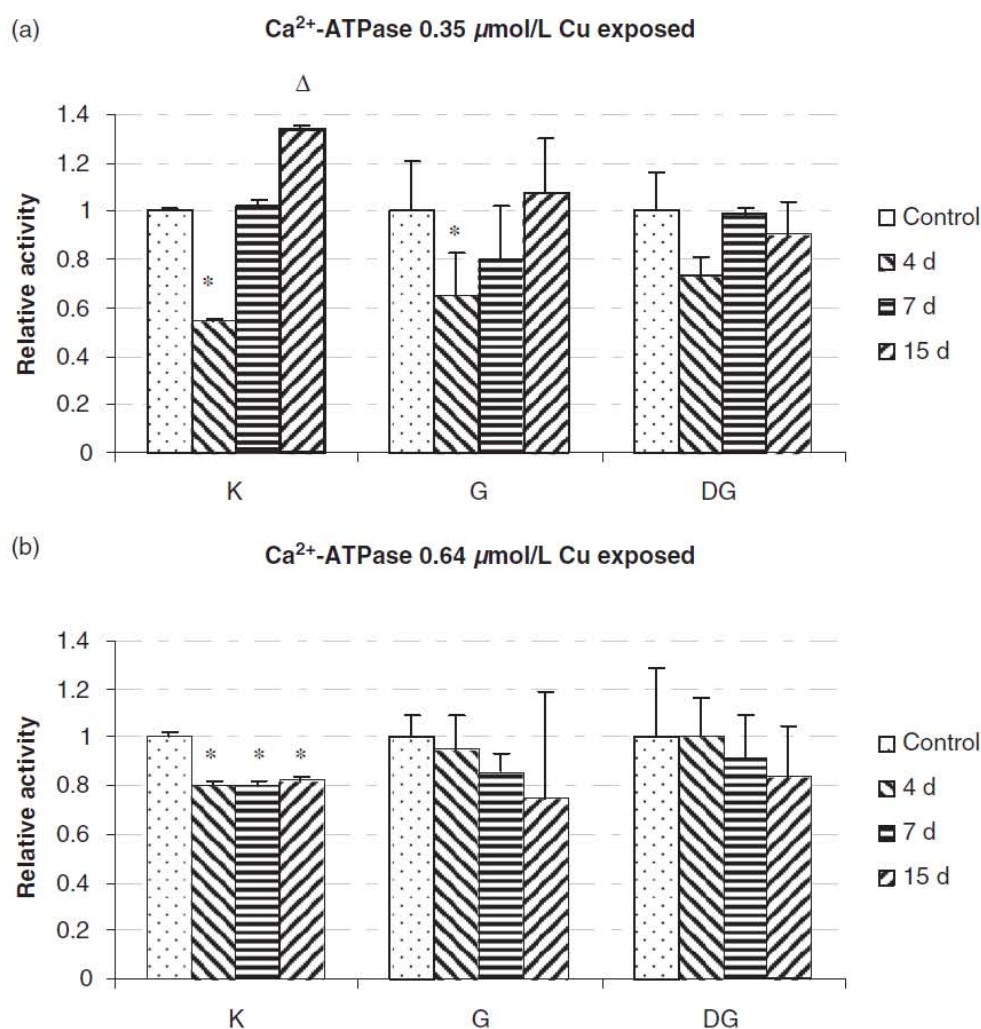 (a)
Ca²⁺-ATPase 0.35 µmol/L Cu exposed
Δ
1.4
1.2
1
0.8
0.6
0.4
0.2
0
Relative activity
*
*
K G DG
Control
4 d
7 d
15 d
(b)
Ca²⁺-ATPase 0.64 µmol/L Cu exposed
1.4
1.2
1
0.8
0.6
0.4
0.2
0
Relative activity
* * *
K G DG
Control
4 d
7 d
15 d